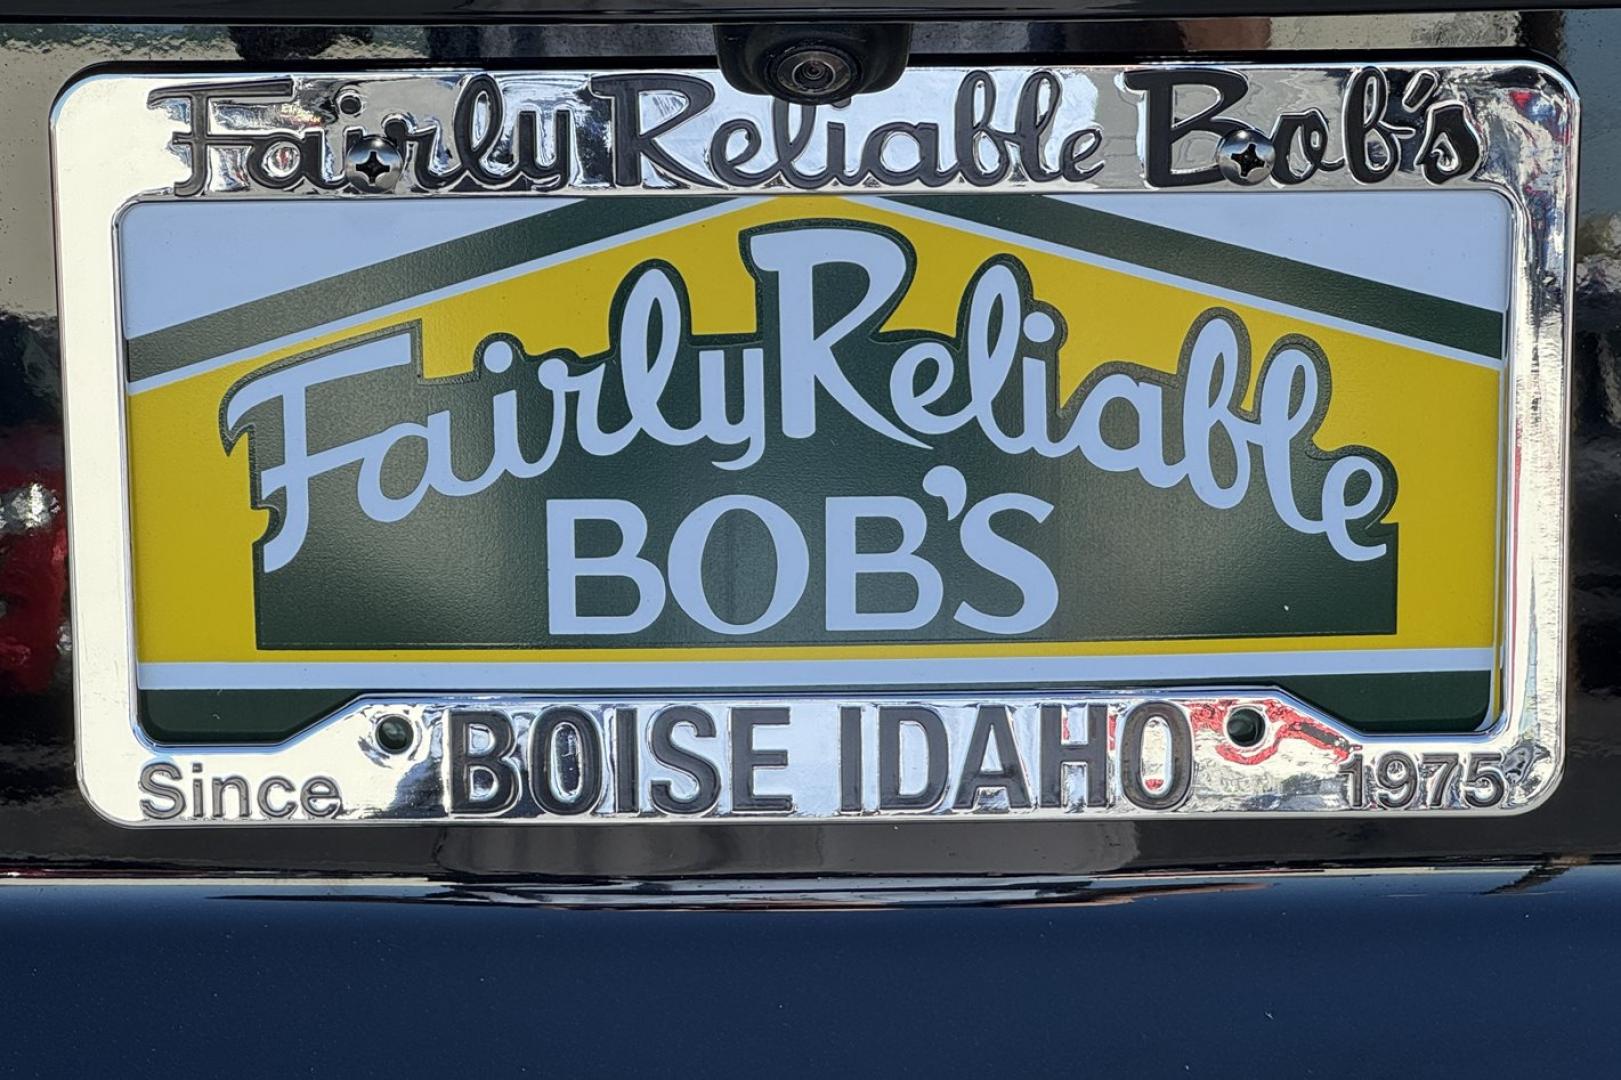 Fairly Reliable Bob's
Fairly Reliable
BOB'S
BOISE IDAHO
Since 1975